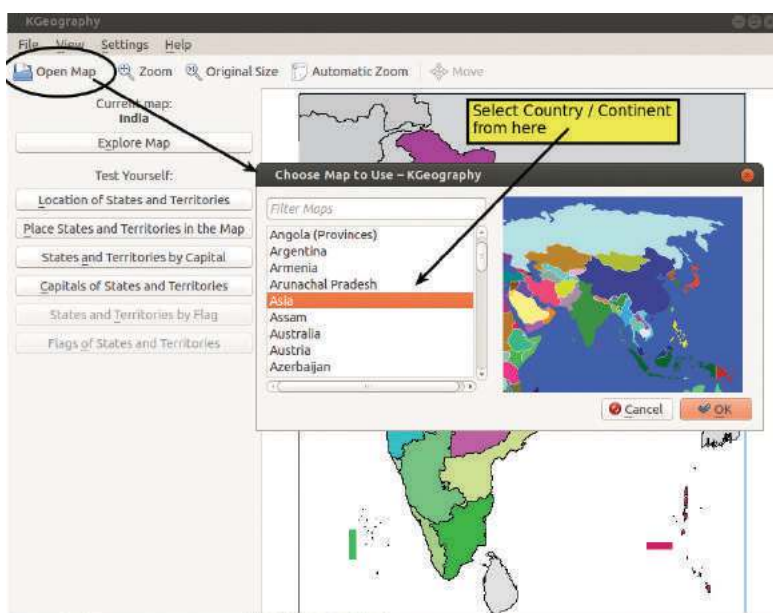 KGeography
File View Settings Help
Open Map Zoom Original Size Automatic Zoom Move
Current map:
India
Explore Map
Test Yourself:
Location of States and Territories
Place States and Territories in the Map
States and Territories by Capital
Capitals of States and Territories
States and Territories by Flag
Flags of States and Territories
Select Country / Continent
from here
Choose Map to Use – KGeography
Filter Maps
Angola (Provinces)
Argentina
Armenia
Arunachal Pradesh
Asia
Assam
Australia
Austria
Azerbaijan
Cancel OK